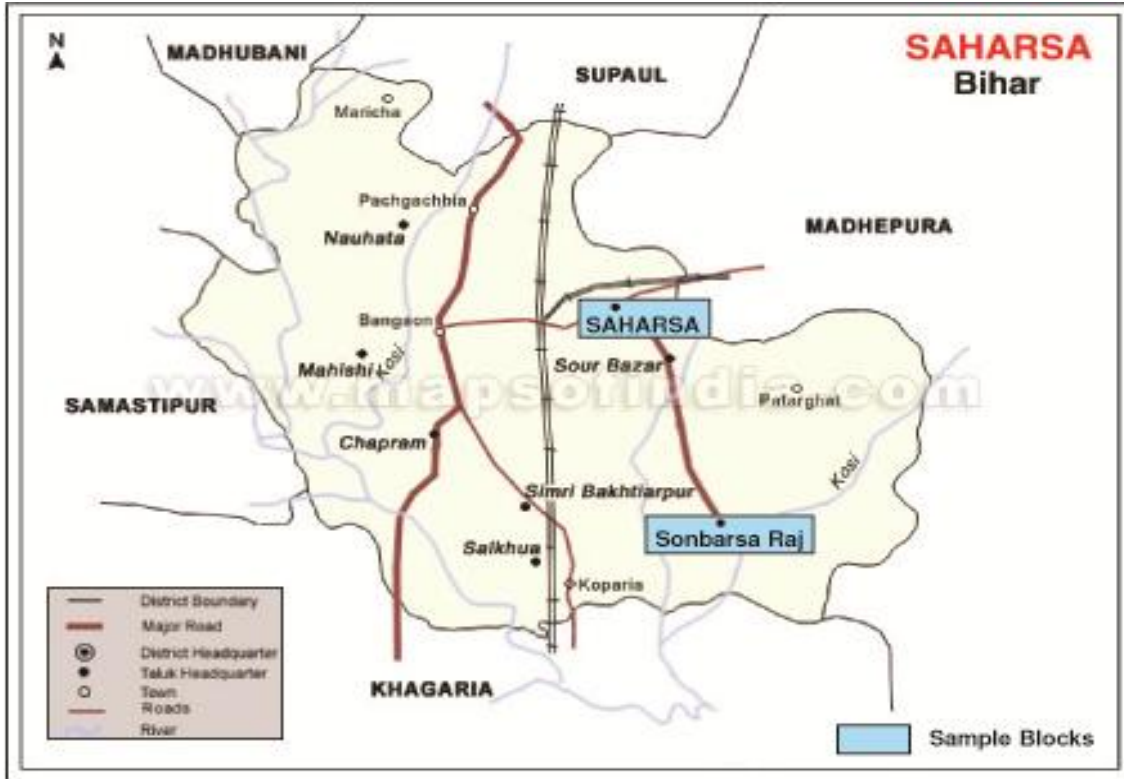 N
MADHUBANI
SUPAUL
SAHARSA
Bihar
Maricha
Pachgachhia
Nauhata
MADHEPURA
Bangaon
SAHARSA
Mahishi
Kosi
Sour Bazar
www.mapsofindia.com
Patarghat
SAMASTIPUR
Chapram
Kosi
Simri Bakhtiarpur
Sonbarsa Raj
Salkhua
Koparia
District Boundary
Major Road
District Headquarter
Taluk Headquarter
Town
Roads
River
KHAGARIA
Sample Blocks